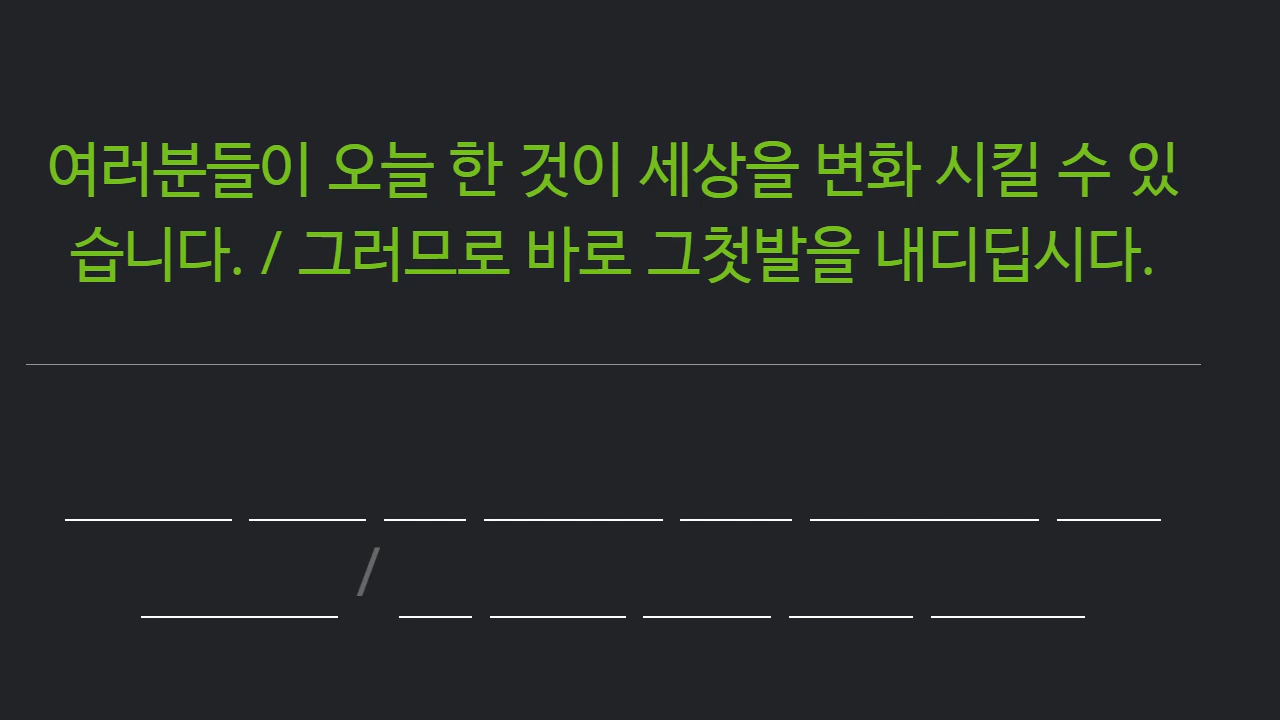 여러분들이 오늘 한 것이 세상을 변화 시킬 수 있
습니다. / 그러므로 바로 그첫발을 내디딥시다.
/